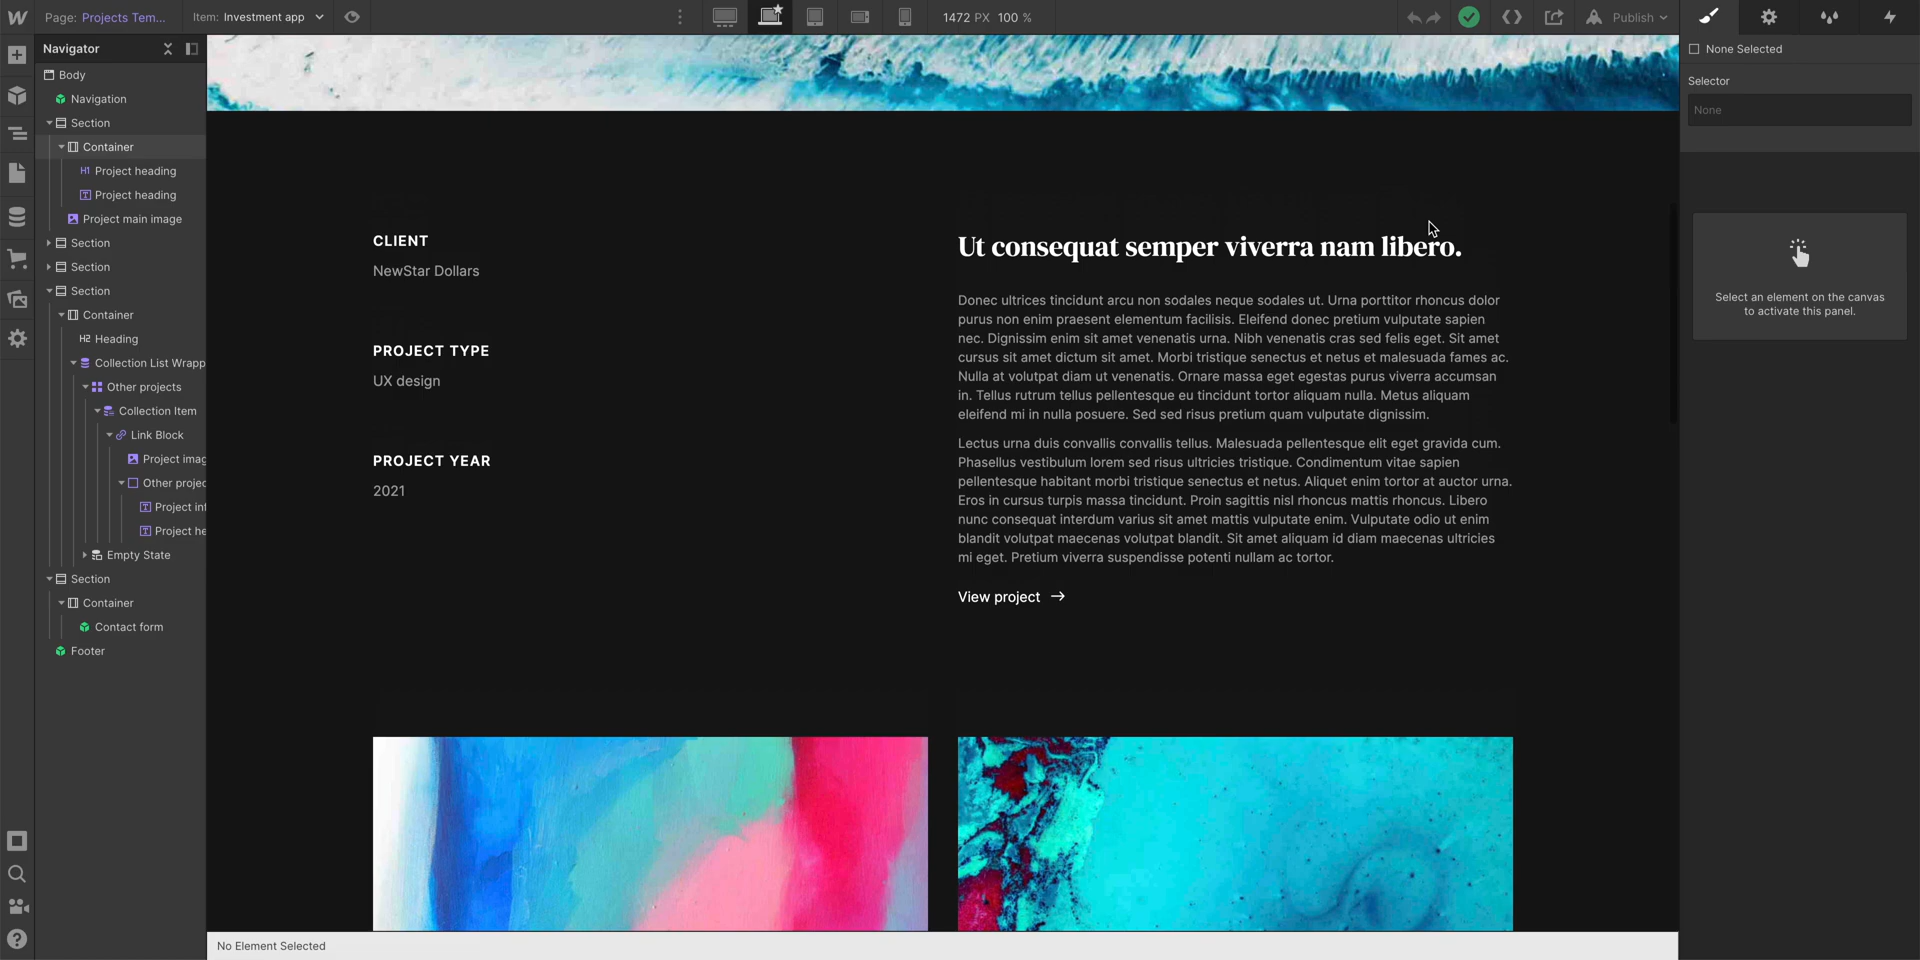 Page: Projects Tem...
Item: Investment app
1472 PX 100 %
Publish
Navigator
Body
Navigation
Section
Container
H1 Project heading
Project heading
Project main image
Section
Section
Section
Container
H2 Heading
Collection List Wrapp
Other projects
Collection Item
Link Block
Project imag
Other projec
Project inf
Project he
Empty State
Section
Container
Contact form
Footer
CLIENT
NewStar Dollars
PROJECT TYPE
UX design
PROJECT YEAR
2021
Ut consequat semper viverra nam libero.
Donec ultrices tincidunt arcu non sodales neque sodales ut. Urna porttitor rhoncus dolor
purus non enim praesent elementum facilisis. Eleifend donec pretium vulputate sapien
nec. Dignissim enim sit amet venenatis urna. Nibh venenatis cras sed felis eget. Sit amet
cursus sit amet dictum sit amet. Morbi tristique senectus et netus et malesuada fames ac.
Nulla at volutpat diam ut venenatis. Ornare massa eget egestas purus viverra accumsan
in. Tellus rutrum tellus pellentesque eu tincidunt tortor aliquam nulla. Metus aliquam
eleifend mi in nulla posuere. Sed sed risus pretium quam vulputate dignissim.
Lectus urna duis convallis convallis tellus. Malesuada pellentesque elit eget gravida cum.
Phasellus vestibulum lorem sed risus ultricies tristique. Condimentum vitae sapien
pellentesque habitant morbi tristique senectus et netus. Aliquet enim tortor at auctor urna.
Eros in cursus turpis massa tincidunt. Proin sagittis nisl rhoncus mattis rhoncus. Libero
nunc consequat interdum varius sit amet mattis vulputate enim. Vulputate odio ut enim
blandit volutpat maecenas volutpat blandit. Sit amet aliquam id diam maecenas ultricies
mi eget. Pretium viverra suspendisse potenti nullam ac tortor.
View project →
None Selected
Selector
None
Select an element on the canvas
to activate this panel.
No Element Selected